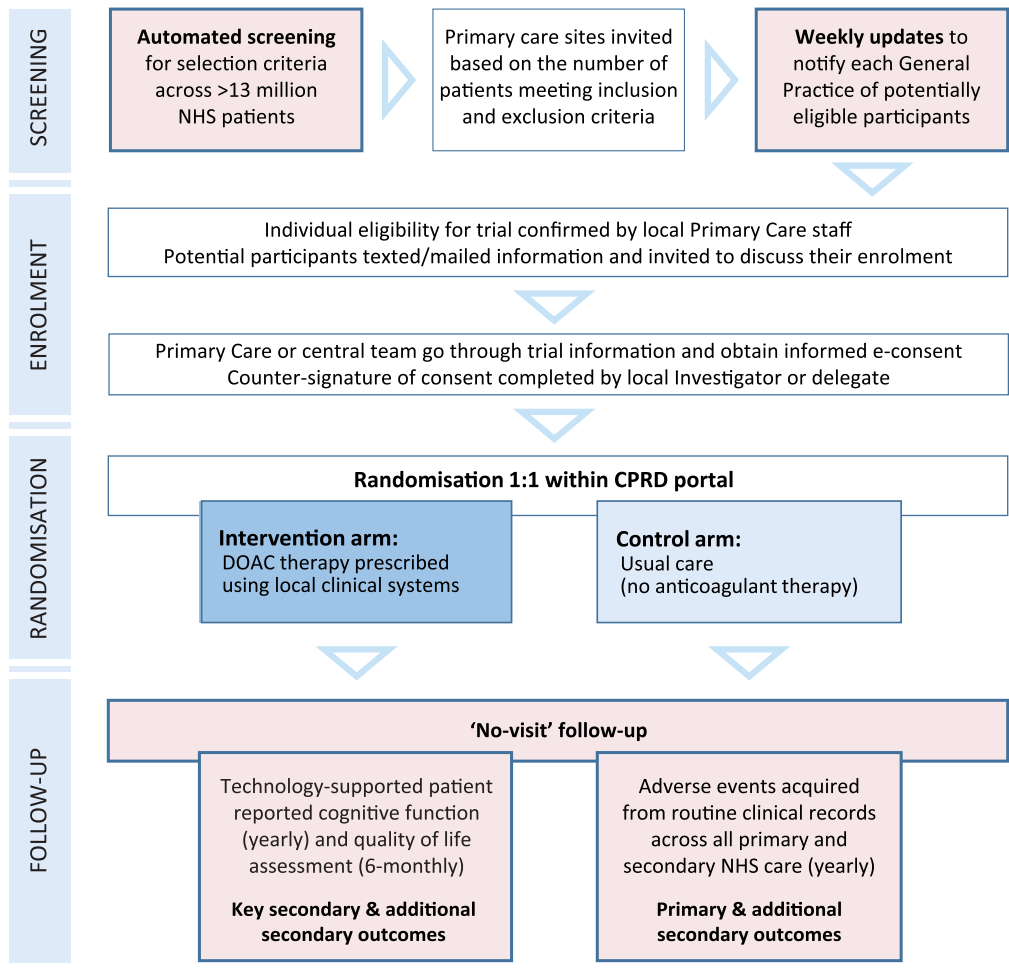 SCREENING
Automated screening
for selection criteria
across >13 million
NHS patients
Primary care sites invited
based on the number of
patients meeting inclusion
and exclusion criteria
Weekly updates to
notify each General
Practice of potentially
eligible participants
ENROLMENT
Individual eligibility for trial confirmed by local Primary Care staff
Potential participants texted/mailed information and invited to discuss their enrolment
Primary Care or central team go through trial information and obtain informed e-consent
Counter-signature of consent completed by local Investigator or delegate
RANDOMISATION
Randomisation 1:1 within CPRD portal
Intervention arm:
DOAC therapy prescribed
using local clinical systems
Control arm:
Usual care
(no anticoagulant therapy)
FOLLOW-UP
‘No-visit’ follow-up
Technology-supported patient
reported cognitive function
(yearly) and quality of life
assessment (6-monthly)
Key secondary & additional
secondary outcomes
Adverse events acquired
from routine clinical records
across all primary and
secondary NHS care (yearly)
Primary & additional
secondary outcomes